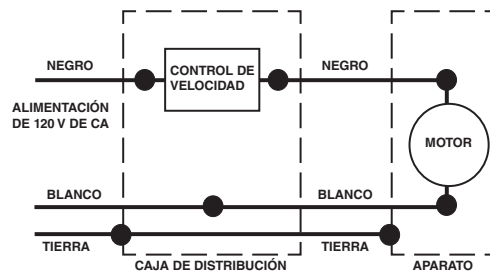 NEGRO
CONTROL DE
VELOCIDAD
NEGRO
ALIMENTACIÓN
DE 120 V DE CA
MOTOR
BLANCO
BLANCO
TIERRA
TIERRA
CAJA DE DISTRIBUCIÓN
APARATO